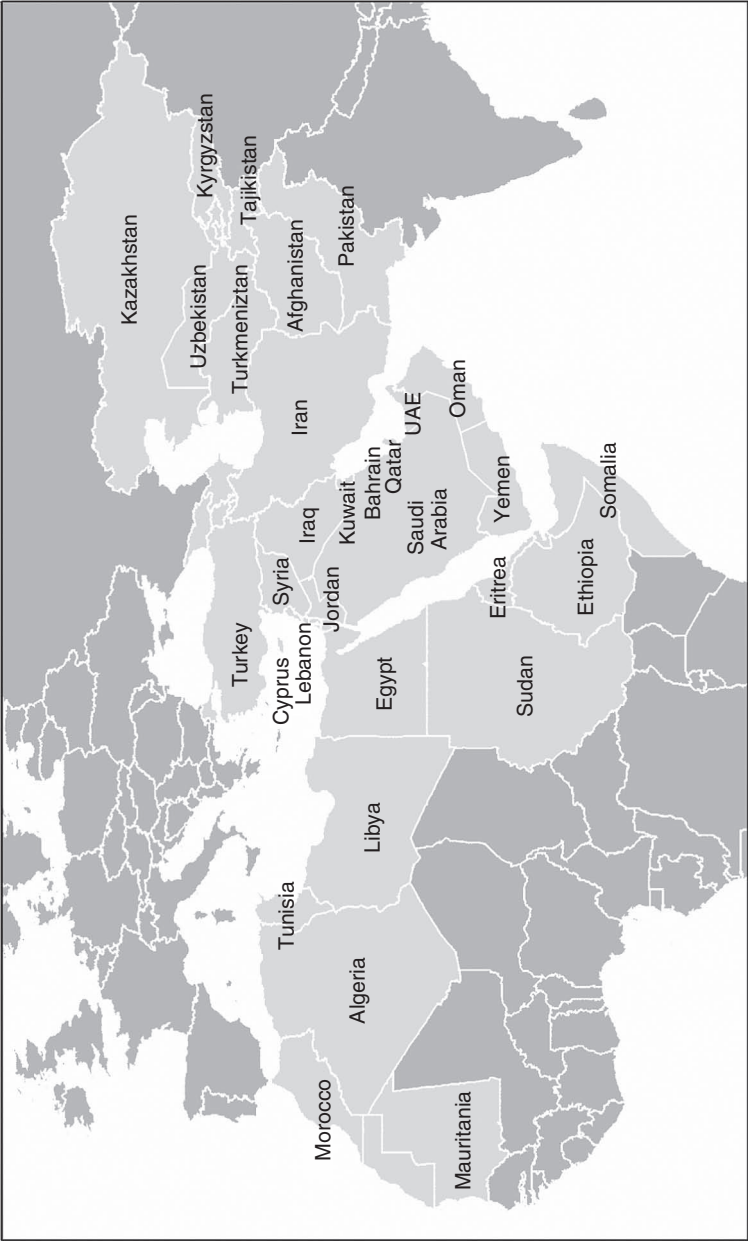 Kazakhstan
Uzbekistan
Kyrgyzstan
Turkey
Turkmeniztan
Tajikistan
Cyprus
Syria
Tunisia
Afghanistan
Lebanon
Iran
Iraq
Morocco
Jordan
Kuwait
Pakistan
Algeria
Libya
Bahrain
Egypt
Qatar
UAE
Saudi
Arabia
Oman
Mauritania
Eritrea
Yemen
Sudan
Ethiopia
Somalia